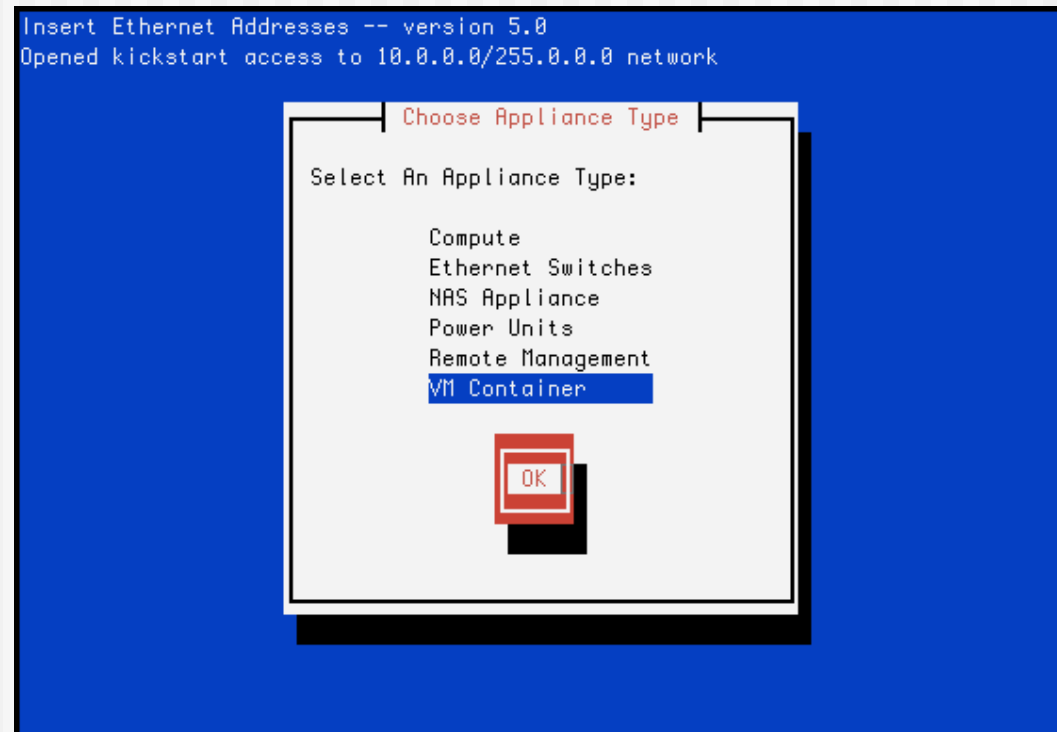 Insert Ethernet Addresses -- version 5.0
Opened kickstart access to 10.0.0.0/255.0.0.0 network
Choose Appliance Type
Select An Appliance Type:
Compute
Ethernet Switches
NAS Appliance
Power Units
Remote Management
VM Container
OK